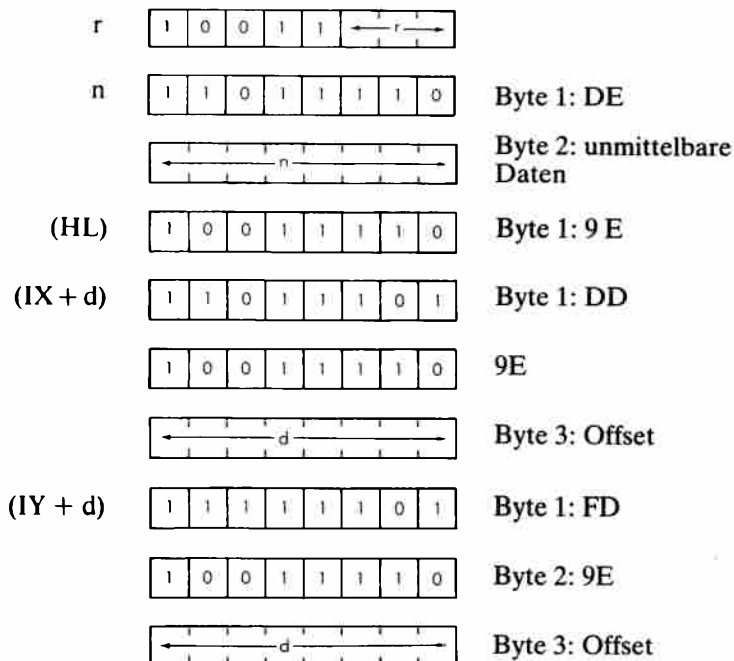 r 1 0 0 1 1 r
n 1 1 0 1 1 1 1 0 Byte 1: DE
n Byte 2: unmittelbare
Daten
(HL) 1 0 0 1 1 1 1 0 Byte 1: 9 E
(IX + d) 1 1 0 1 1 1 0 1 Byte 1: DD
1 0 0 1 1 1 1 0 9E
d Byte 3: Offset
(IY + d) 1 1 1 1 1 1 0 1 Byte 1: FD
1 0 0 1 1 1 1 0 Byte 2: 9E
d Byte 3: Offset